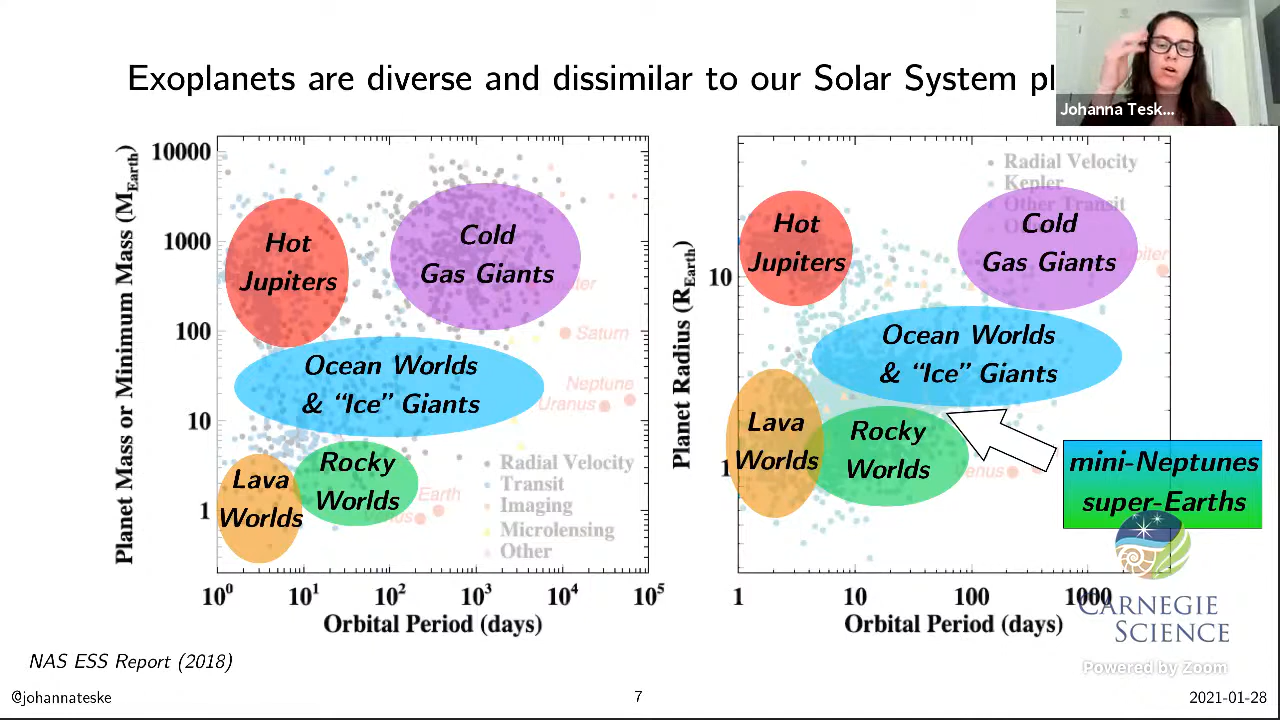 Exoplanets are diverse and dissimilar to our Solar System pl
Johanna Tesk...
Planet Mass or Minimum Mass (M_Earth)
10000
1000
100
10
1
Hot
Jupiters
Cold
Gas Giants
Saturn
Ocean Worlds
& “Ice” Giants
Neptune
Uranus
Lava
Worlds
Rocky
Worlds
Earth
Radial Velocity
Transit
Imaging
Microlensing
Other
10⁰ 10¹ 10² 10³ 10⁴ 10⁵
Orbital Period (days)
Planet Radius (R_Earth)
10
1
Radial Velocity
Kepler
Other Transit
Hot
Jupiters
Cold
Gas Giants
Ocean Worlds
& “Ice” Giants
Lava
Worlds
Rocky
Worlds
mini-Neptunes
super-Earths
1 10 100 1000
Orbital Period (days)
CARNEGIE
SCIENCE
Powered by Zoom
NAS ESS Report (2018)
@johannateske
7
2021-01-28